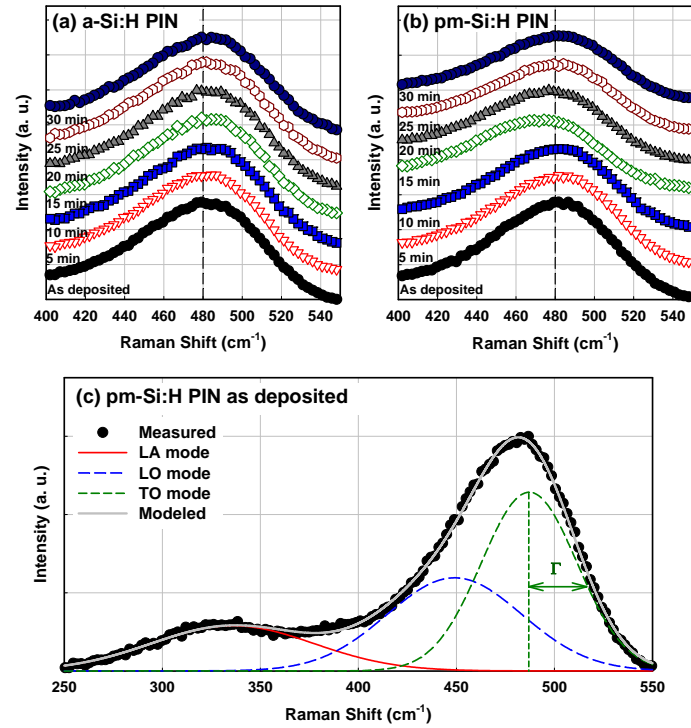 (a) a-Si:H PIN
Intensity (a. u.)
30 min
25 min
20 min
15 min
10 min
5 min
As deposited
400 420 440 460 480 500 520 540
Raman Shift (cm-1)
(b) pm-Si:H PIN
Intensity (a. u.)
30 min
25 min
20 min
15 min
10 min
5 min
As deposited
400 420 440 460 480 500 520 540
Raman Shift (cm-1)
(c) pm-Si:H PIN as deposited
Measured
LA mode
LO mode
TO mode
Modeled
Γ
Intensity (a. u.)
250 300 350 400 450 500 550
Raman Shift (cm-1)